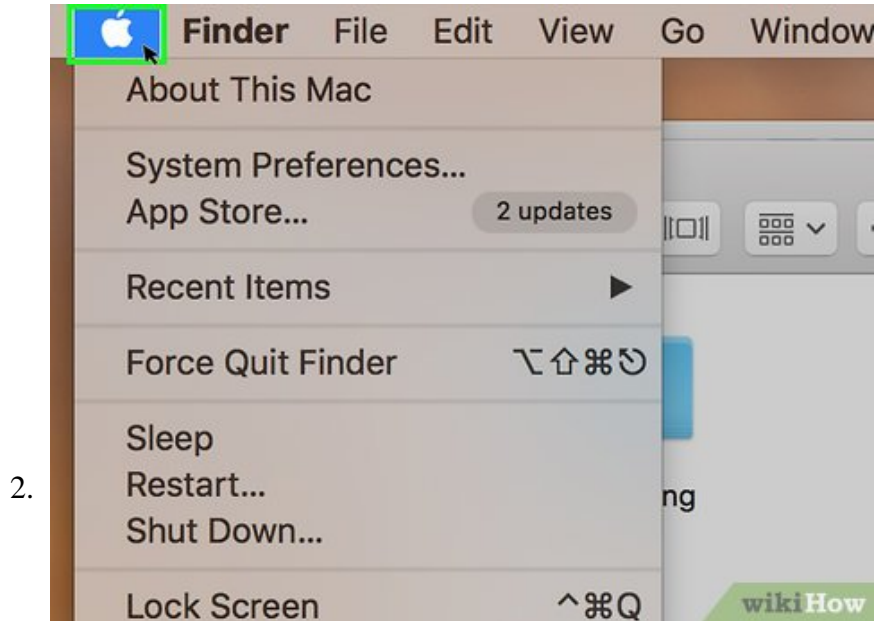 Finder File Edit View Go Window
About This Mac
System Preferences...
App Store... 2 updates
Recent Items ▶
Force Quit Finder ⌥⇧⌘⎋
Sleep
2.
Restart...
ng
Shut Down...
Lock Screen ^⌘Q
wikiHow